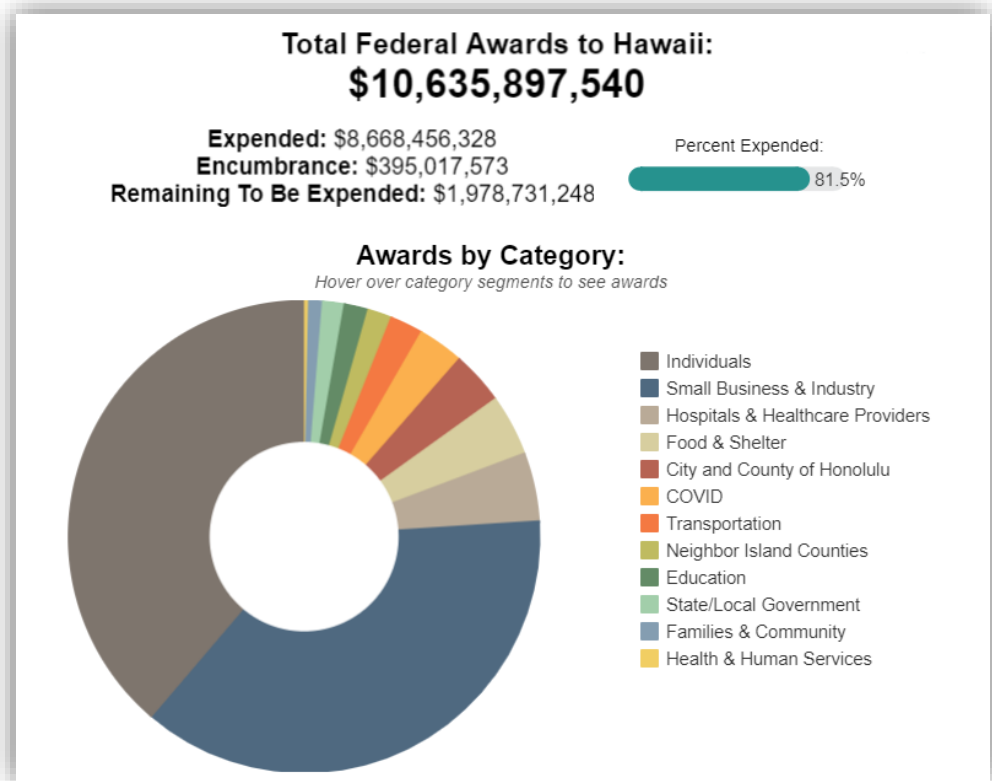 Total Federal Awards to Hawaii:
$10,635,897,540
Expended: $8,668,456,328
Encumbrance: $395,017,573
Remaining To Be Expended: $1,978,731,248
Percent Expended:
81.5%
Awards by Category:
Hover over category segments to see awards
Individuals
Small Business & Industry
Hospitals & Healthcare Providers
Food & Shelter
City and County of Honolulu
COVID
Transportation
Neighbor Island Counties
Education
State/Local Government
Families & Community
Health & Human Services